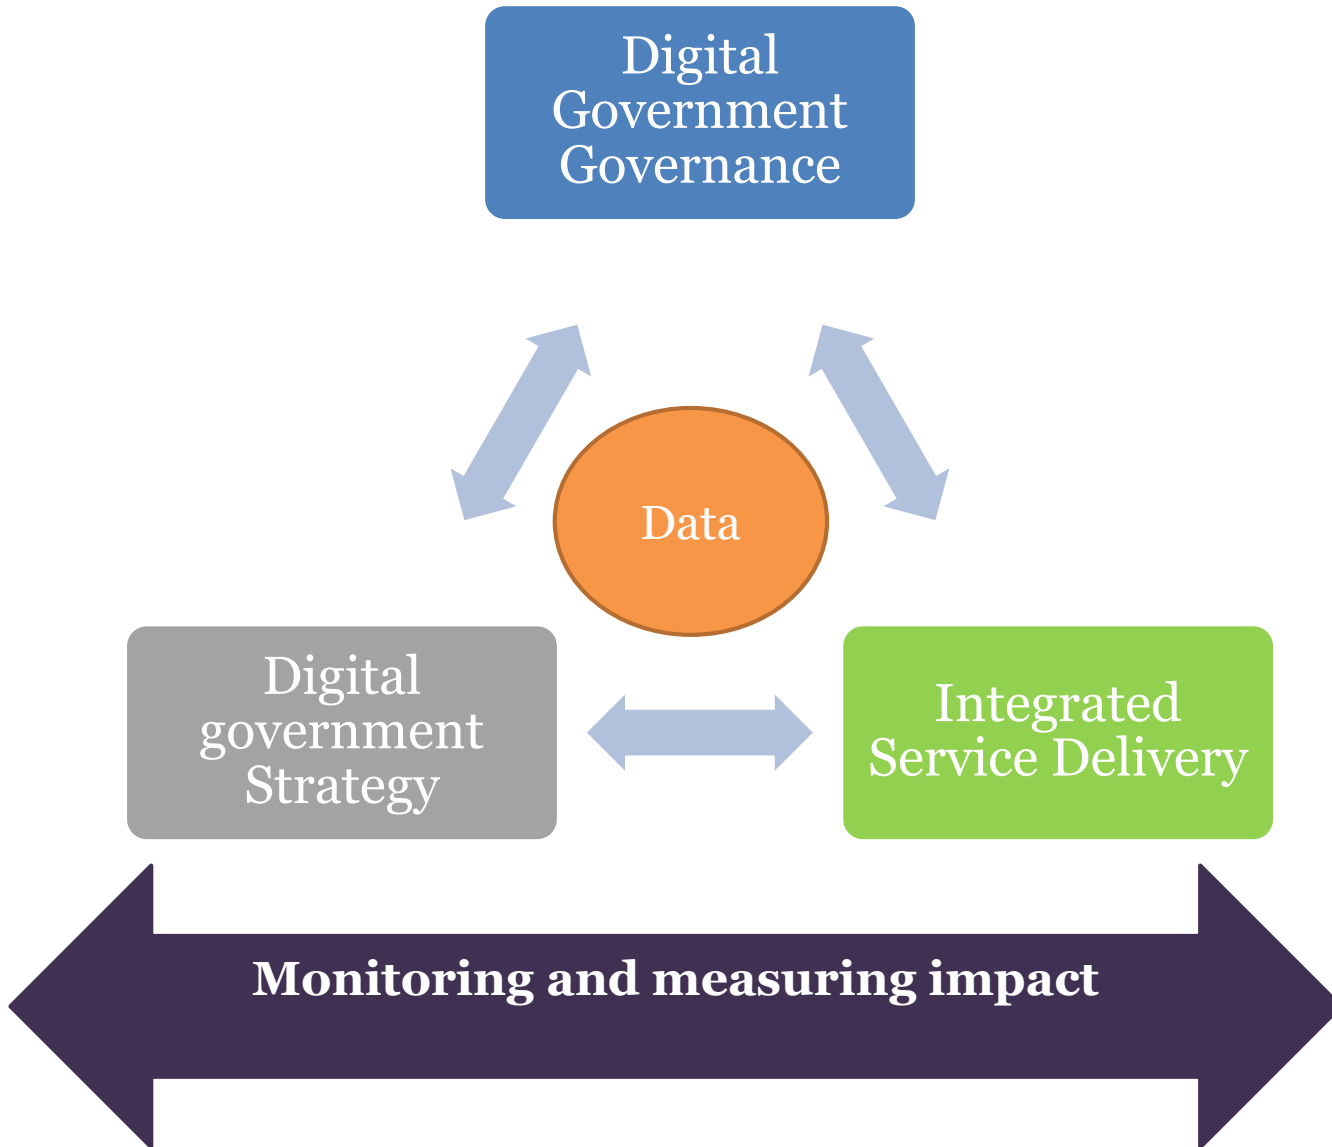 Digital
Government
Governance
Data
Digital
government
Strategy
Integrated
Service Delivery
Monitoring and measuring impact